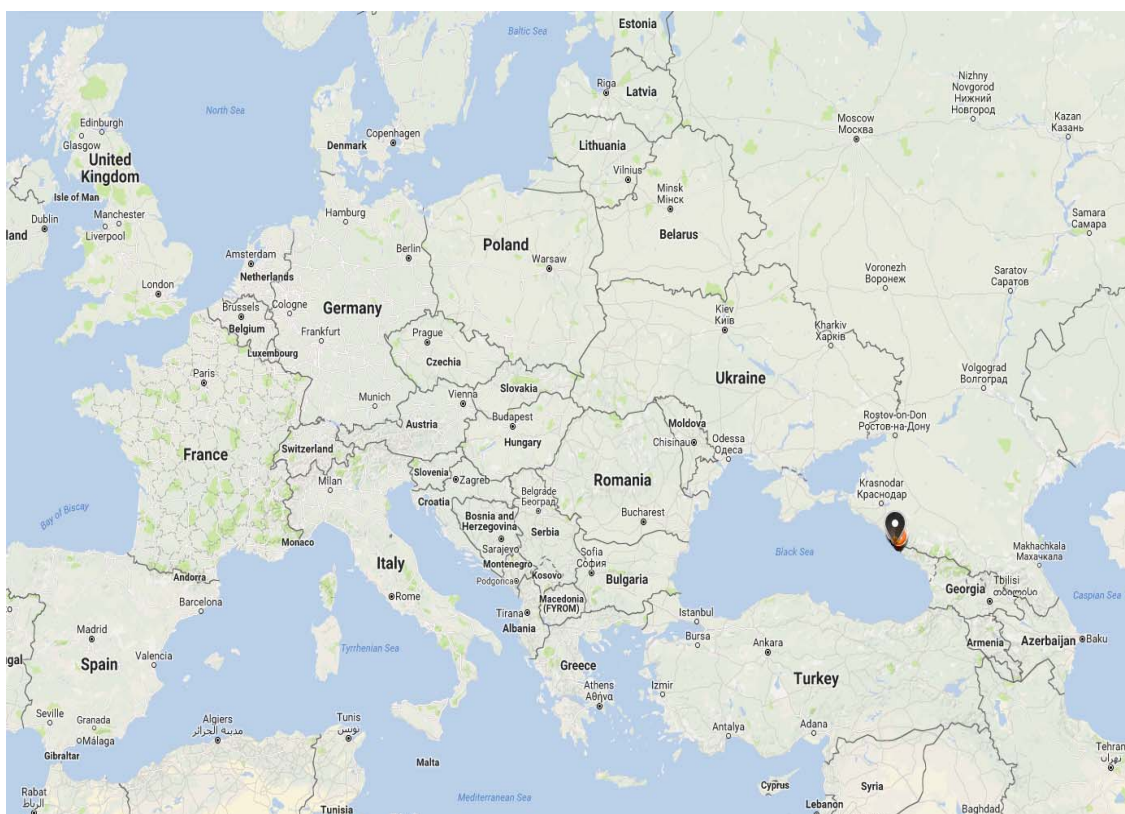 Estonia
Baltic Sea
Riga
Latvia
Nizhny
Novgorod
Нижний
Новгород
North Sea
Moscow
Москва
Kazan
Казань
Edinburgh
Glasgow
United
Kingdom
Copenhagen
Denmark
Lithuania
Vilnius
Isle of Man
Minsk
Мінск
Samara
Самара
Dublin
land
Manchester
Liverpool
Hamburg
Belarus
Amsterdam
Berlin
Poland
Warsaw
Netherlands
Voronezh
Воронеж
Saratov
Саратов
London
Brussels
Cologne
Germany
Belgium
Frankfurt
Kiev
Київ
Kharkiv
Харків
Prague
Czechia
Luxembourg
Paris
Volgograd
Волгоград
Ukraine
Slovakia
Munich
Vienna
Austria
Budapest
Hungary
Moldova
Chisinau
Odessa
Одеса
Rostov-on-Don
Ростов-на-Дону
France
Switzerland
Slovenia
Zagreb
Milan
Croatia
Romania
Krasnodar
Краснодар
Belgrade
Београд
Bay of Biscay
Bosnia and
Herzegovina
Serbia
Bucharest
Monaco
Sarajevo
Black Sea
Makhachkala
Махачкала
Italy
Montenegro
Sofia
София
Andorra
Podgorica
Kosovo
Bulgaria
Georgia
Tbilisi
თბილისი
Caspian Sea
Barcelona
Rome
Macedonia
(FYROM)
Tirana
Albania
Istanbul
Bursa
Ankara
Armenia
Azerbaijan
Baku
Madrid
Tyrrhenian Sea
gal
Spain
Valencia
Greece
Athens
Αθήνα
Izmir
Turkey
Seville
Granada
Málaga
Algiers
مدينة الجزائر
Tunis
تونس
Antalya
Adana
Gibraltar
Malta
Tehran
تهران
Rabat
الرباط
Cyprus
Syria
Mediterranean Sea
Tunisia
Lebanon
Baghdad